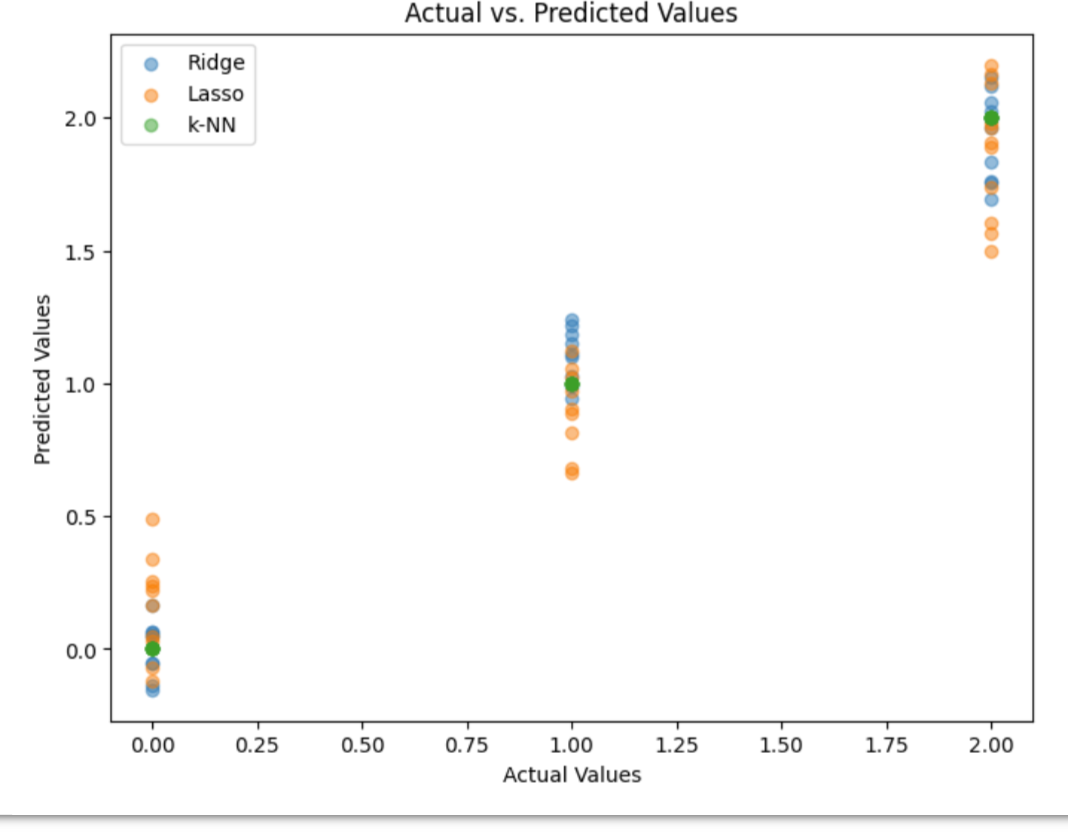 Actual vs. Predicted Values
Ridge
Lasso
k-NN
2.0
1.5
1.0
0.5
0.0
Predicted Values
0.00 0.25 0.50 0.75 1.00 1.25 1.50 1.75 2.00
Actual Values